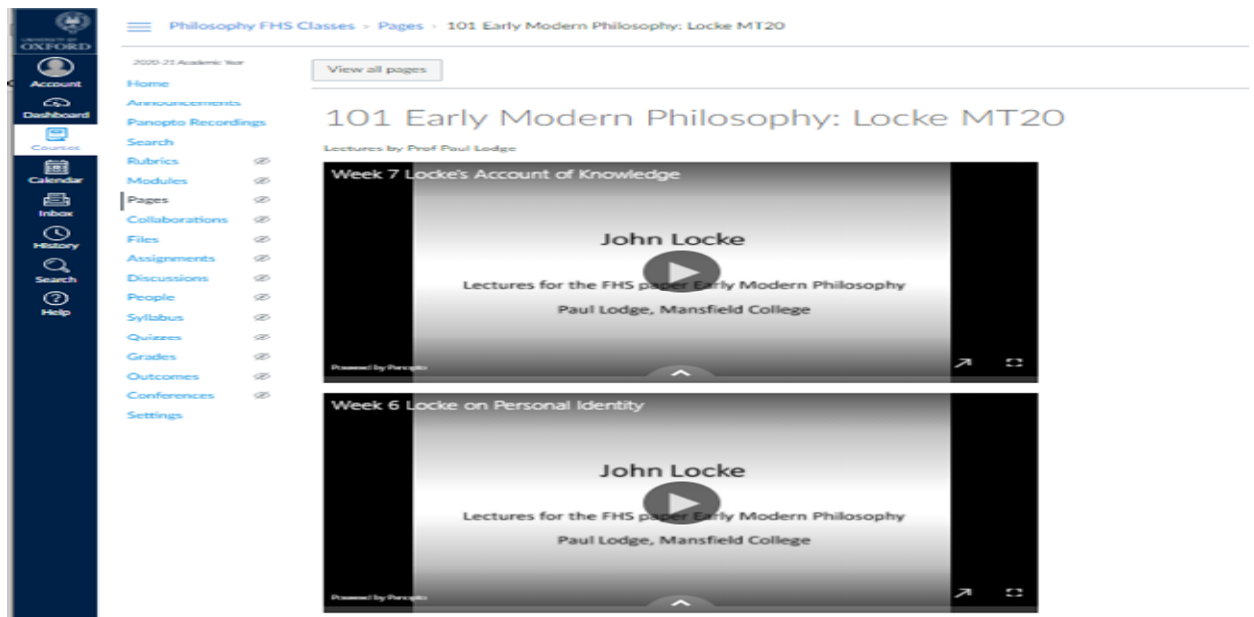 UNIVERSITY OF
OXFORD
Account
Dashboard
Courses
Calendar
Inbox
History
Search
Help
Philosophy FHS Classes > Pages > 101 Early Modern Philosophy: Locke MT20
2020-21 Academic Year
Home
Announcements
Panopto Recordings
Search
Rubrics
Modules
Pages
Collaborations
Files
Assignments
Discussions
People
Syllabus
Quizzes
Grades
Outcomes
Conferences
Settings
View all pages
101 Early Modern Philosophy: Locke MT20
Lectures by Prof Paul Lodge
Week 7 Locke's Account of Knowledge
John Locke
Lectures for the FHS paper Early Modern Philosophy
Paul Lodge, Mansfield College
Powered by Panopto
Week 6 Locke on Personal Identity
John Locke
Lectures for the FHS paper Early Modern Philosophy
Paul Lodge, Mansfield College
Powered by Panopto